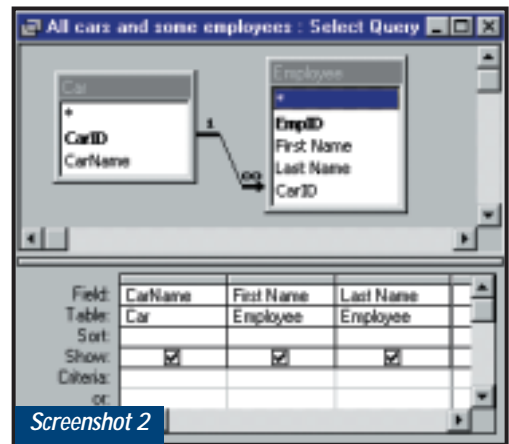 All cars and some employees : Select Query
Car
*
CarID
CarName
1
∞
Employee
*
EmpID
First Name
Last Name
CarID
Field: CarName First Name Last Name
Table: Car Employee Employee
Sort:
Show:
Criteria:
or:
Screenshot 2